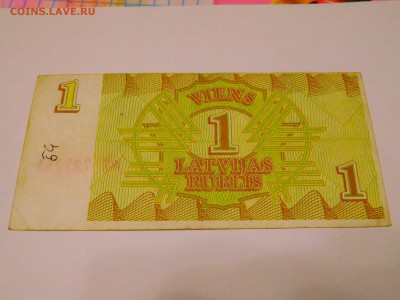 COINS.LAVE.RU
1
VIENS
1
LATVIJAS
RUBLIS
1